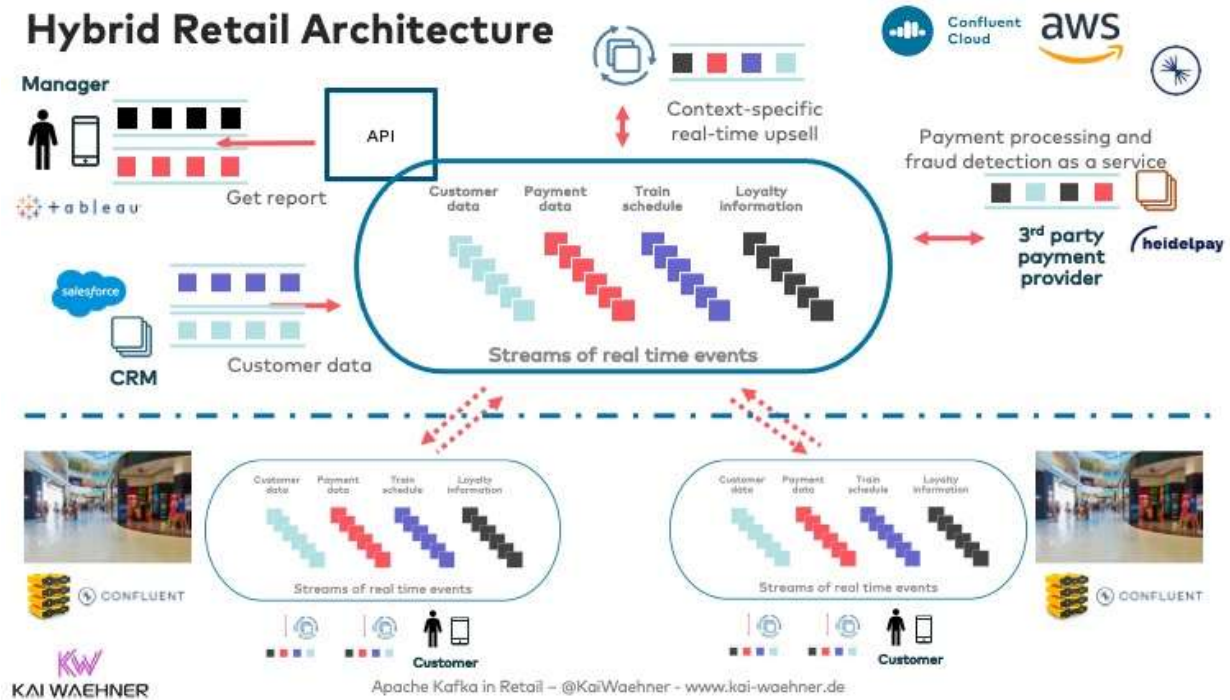 Hybrid Retail Architecture
Confluent
Cloud
aws
Manager
API
Context-specific
real-time upsell
Payment processing and
fraud detection as a service
Get report
+ableau
Customer
data
Payment
data
Train
schedule
Loyalty
information
3rd party
payment
provider
heidelpay
salesforce
CRM
Customer data
Streams of real time events
Customer
data
Payment
data
Train
schedule
Loyalty
information
Streams of real time events
CONFLUENT
Customer
Customer
data
Payment
data
Train
schedule
Loyalty
information
Streams of real time events
CONFLUENT
Customer
KW
KAI WAEHNER
Apache Kafka in Retail – @KaiWaehner - www.kai-waehner.de